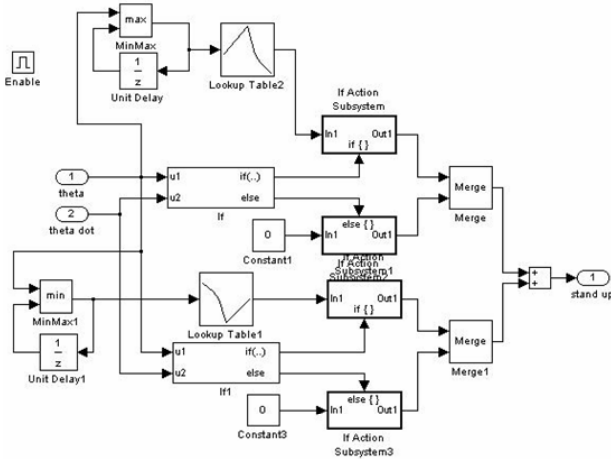 max
MinMax
Enable
1
z
Unit Delay
Lookup Table2
If Action
Subsystem
In1
Out1
if { }
1
theta
u1
if(..)
u2
else
If
Merge
Merge
2
theta dot
0
Constant1
else { }
In1
Out1
If Action
Subsystem1
If Action
Subsystem2
+
+
1
stand up
min
MinMax1
Lookup Table1
In1
Out1
if { }
1
z
Unit Delay1
u1
if(..)
u2
else
If1
Merge
Merge1
0
Constant3
else { }
In1
Out1
If Action
Subsystem3